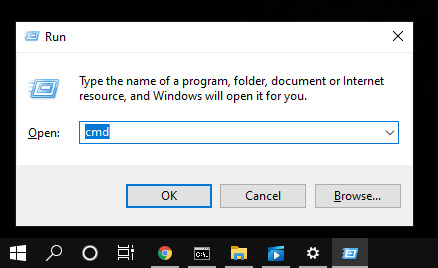 Run
Type the name of a program, folder, document or Internet
resource, and Windows will open it for you.
Open: cmd
OK Cancel Browse...